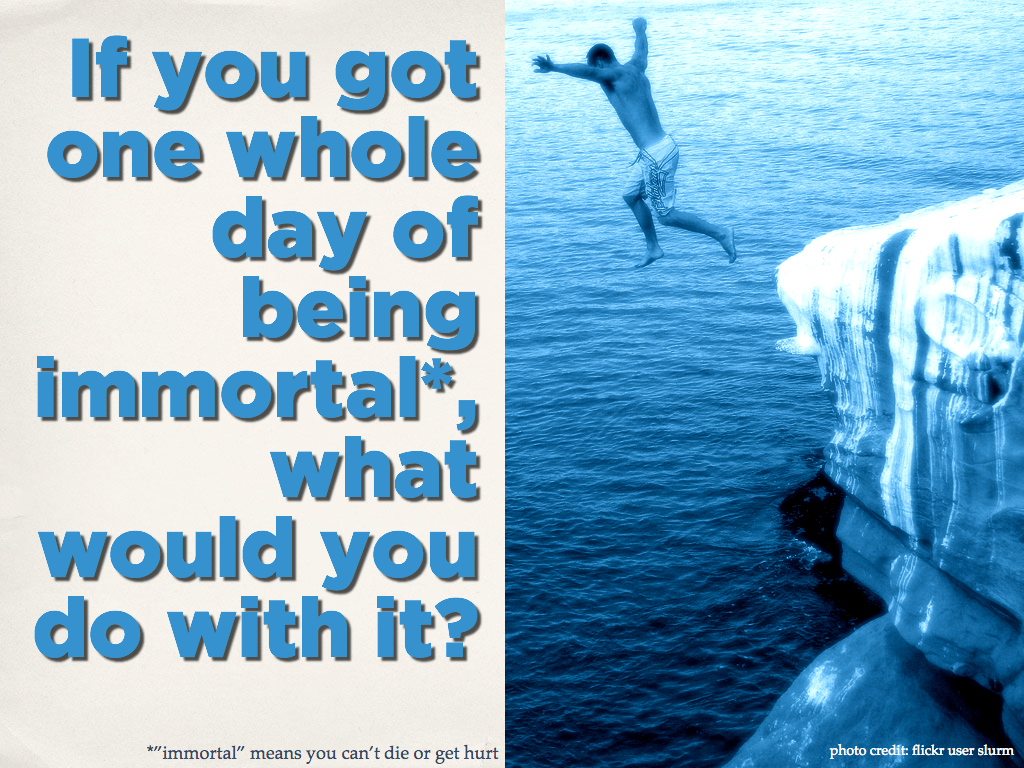 If you got
one whole
day of
being
immortal*,
what
would you
do with it?
*"immortal" means you can't die or get hurt
photo credit: flickr user slurm